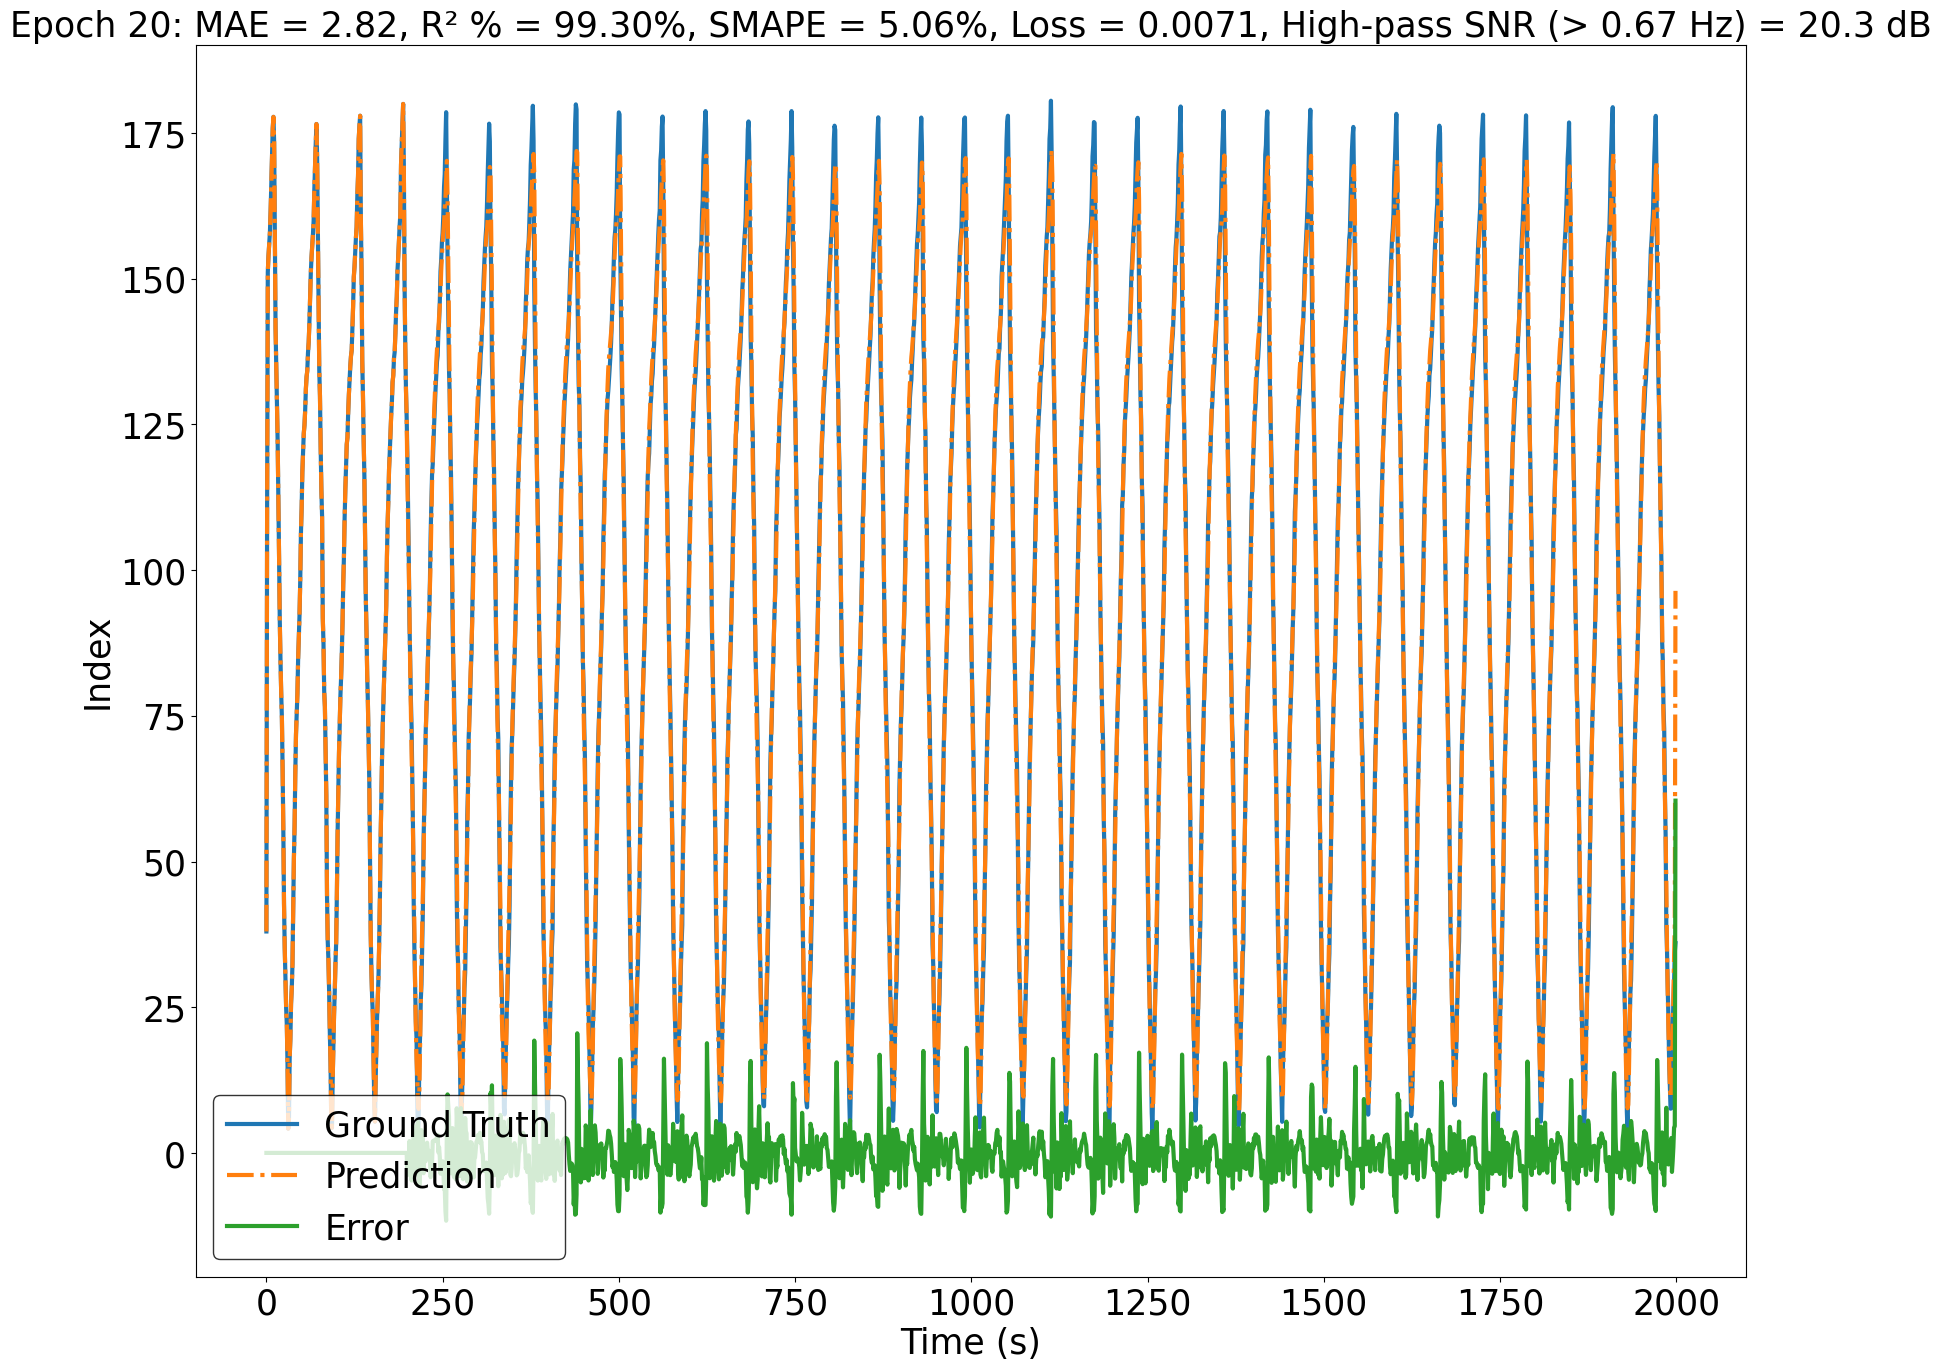 Epoch 20: MAE = 2.82, R² % = 99.30%, SMAPE = 5.06%, Loss = 0.0071, High-pass SNR (> 0.67 Hz) = 20.3 dB
175
150
125
100
75
50
25
0
Index
Ground Truth
Prediction
Error
0 250 500 750 1000 1250 1500 1750 2000
Time (s)